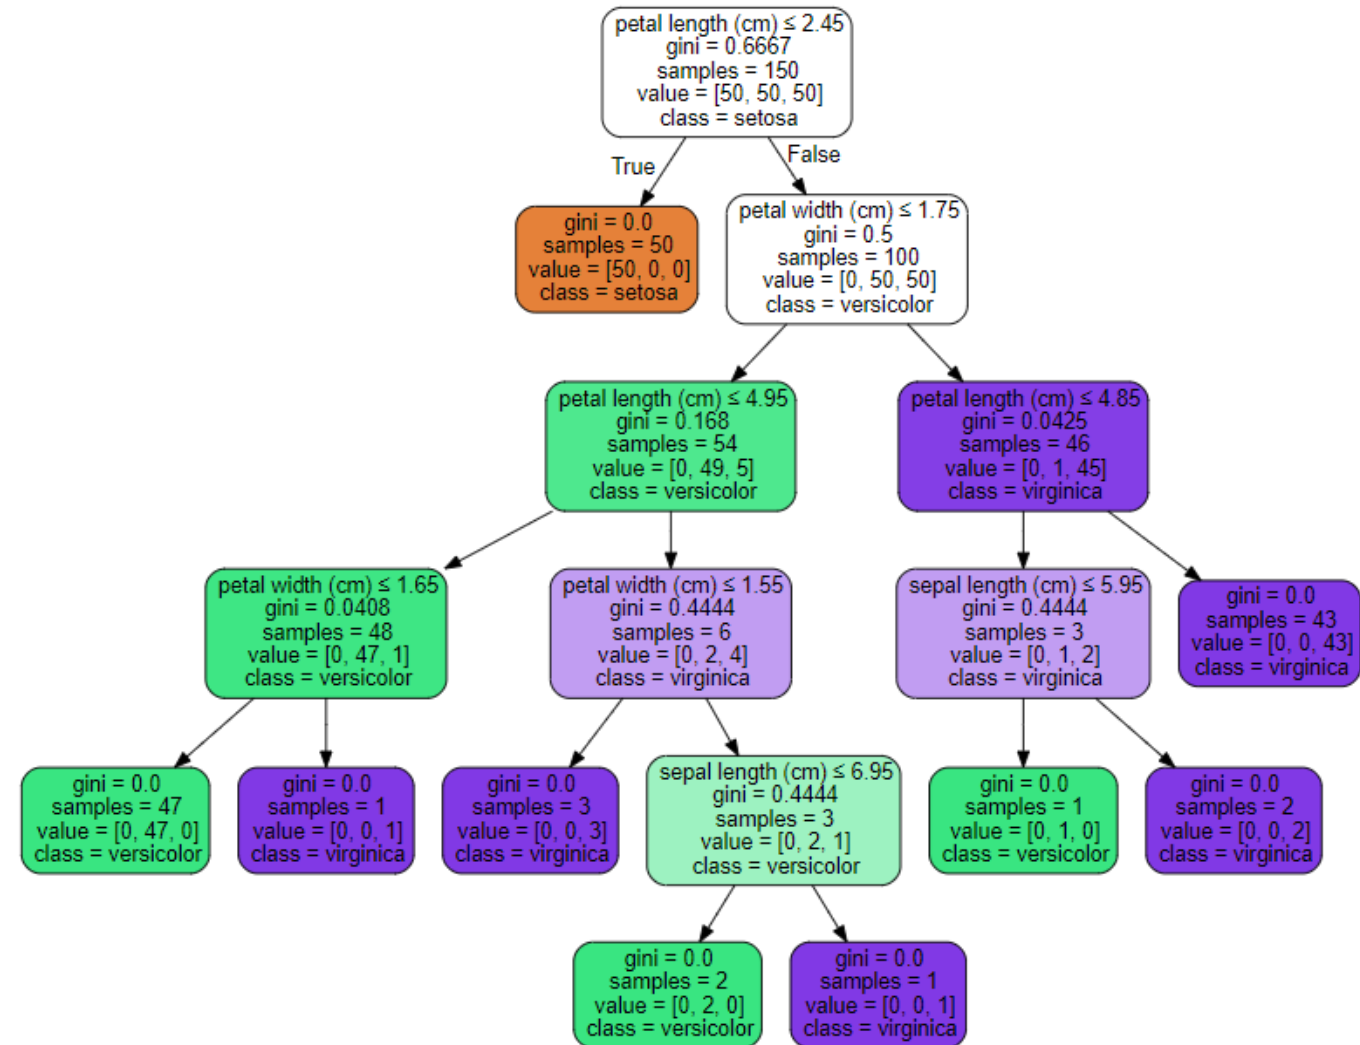 petal length (cm) ≤ 2.45
gini = 0.6667
samples = 150
value = [50, 50, 50]
class = setosa
True
False
gini = 0.0
samples = 50
value = [50, 0, 0]
class = setosa
petal width (cm) ≤ 1.75
gini = 0.5
samples = 100
value = [0, 50, 50]
class = versicolor
petal length (cm) ≤ 4.95
gini = 0.168
samples = 54
value = [0, 49, 5]
class = versicolor
petal length (cm) ≤ 4.85
gini = 0.0425
samples = 46
value = [0, 1, 45]
class = virginica
petal width (cm) ≤ 1.65
gini = 0.0408
samples = 48
value = [0, 47, 1]
class = versicolor
petal width (cm) ≤ 1.55
gini = 0.4444
samples = 6
value = [0, 2, 4]
class = virginica
sepal length (cm) ≤ 5.95
gini = 0.4444
samples = 3
value = [0, 1, 2]
class = virginica
gini = 0.0
samples = 43
value = [0, 0, 43]
class = virginica
gini = 0.0
samples = 47
value = [0, 47, 0]
class = versicolor
gini = 0.0
samples = 1
value = [0, 0, 1]
class = virginica
gini = 0.0
samples = 3
value = [0, 0, 3]
class = virginica
sepal length (cm) ≤ 6.95
gini = 0.4444
samples = 3
value = [0, 2, 1]
class = versicolor
gini = 0.0
samples = 1
value = [0, 1, 0]
class = versicolor
gini = 0.0
samples = 2
value = [0, 0, 2]
class = virginica
gini = 0.0
samples = 2
value = [0, 2, 0]
class = versicolor
gini = 0.0
samples = 1
value = [0, 0, 1]
class = virginica